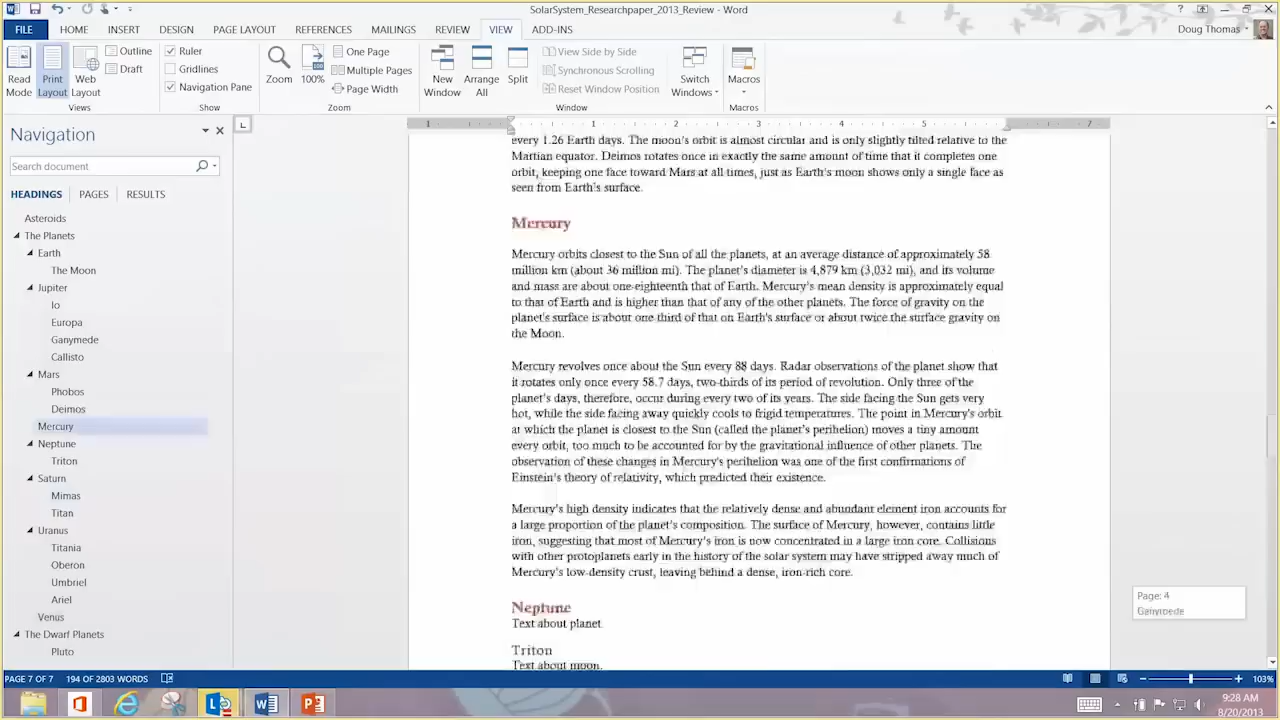 SolarSystem_Researchpaper_2013_Review - Word
FILE HOME INSERT DESIGN PAGE LAYOUT REFERENCES MAILINGS REVIEW VIEW ADD-INS Doug Thomas
Read Mode
Print Layout
Web Layout
Outline
Draft
Views
Ruler
Gridlines
Navigation Pane
Show
Zoom
100%
One Page
Multiple Pages
Page Width
Zoom
New Window
Arrange All
Split
View Side by Side
Synchronous Scrolling
Reset Window Position
Window
Switch Windows
Macros
Macros
Navigation
Search document
HEADINGS PAGES RESULTS
Asteroids
The Planets
Earth
The Moon
Jupiter
Io
Europa
Ganymede
Callisto
Mars
Phobos
Deimos
Mercury
Neptune
Triton
Saturn
Mimas
Titan
Uranus
Titania
Oberon
Umbriel
Ariel
Venus
The Dwarf Planets
Pluto
1 1 2 3 4 5 7
every 1.26 Earth days. The moon's orbit is almost circular and is only slightly tilted relative to the
Martian equator. Deimos rotates once in exactly the same amount of time that it completes one
orbit, keeping one face toward Mars at all times, just as Earth's moon shows only a single face as
seen from Earth's surface.
Mercury
Mercury orbits closest to the Sun of all the planets, at an average distance of approximately 58
million km (about 36 million mi). The planet's diameter is 4,879 km (3,032 mi), and its volume
and mass are about one-eighteenth that of Earth. Mercury's mean density is approximately equal
to that of Earth and is higher than that of any of the other planets. The force of gravity on the
planet's surface is about one-third of that on Earth's surface or about twice the surface gravity on
the Moon.
Mercury revolves once about the Sun every 88 days. Radar observations of the planet show that
it rotates only once every 58.7 days, two-thirds of its period of revolution. Only three of the
planet's days, therefore, occur during every two of its years. The side facing the Sun gets very
hot, while the side facing away quickly cools to frigid temperatures. The point in Mercury's orbit
at which the planet is closest to the Sun (called the planet's perihelion) moves a tiny amount
every orbit, too much to be accounted for by the gravitational influence of other planets. The
observation of these changes in Mercury's perihelion was one of the first confirmations of
Einstein's theory of relativity, which predicted their existence.
Mercury's high density indicates that the relatively dense and abundant element iron accounts for
a large proportion of the planet's composition. The surface of Mercury, however, contains little
iron, suggesting that most of Mercury's iron is now concentrated in a large iron core. Collisions
with other protoplanets early in the history of the solar system may have stripped away much of
Mercury's low-density crust, leaving behind a dense, iron-rich core.
Neptune
Text about planet.
Triton
Text about moon.
Page: 4
Ganymede
PAGE 7 OF 7 194 OF 2803 WORDS 103%
9:28 AM
8/20/2013